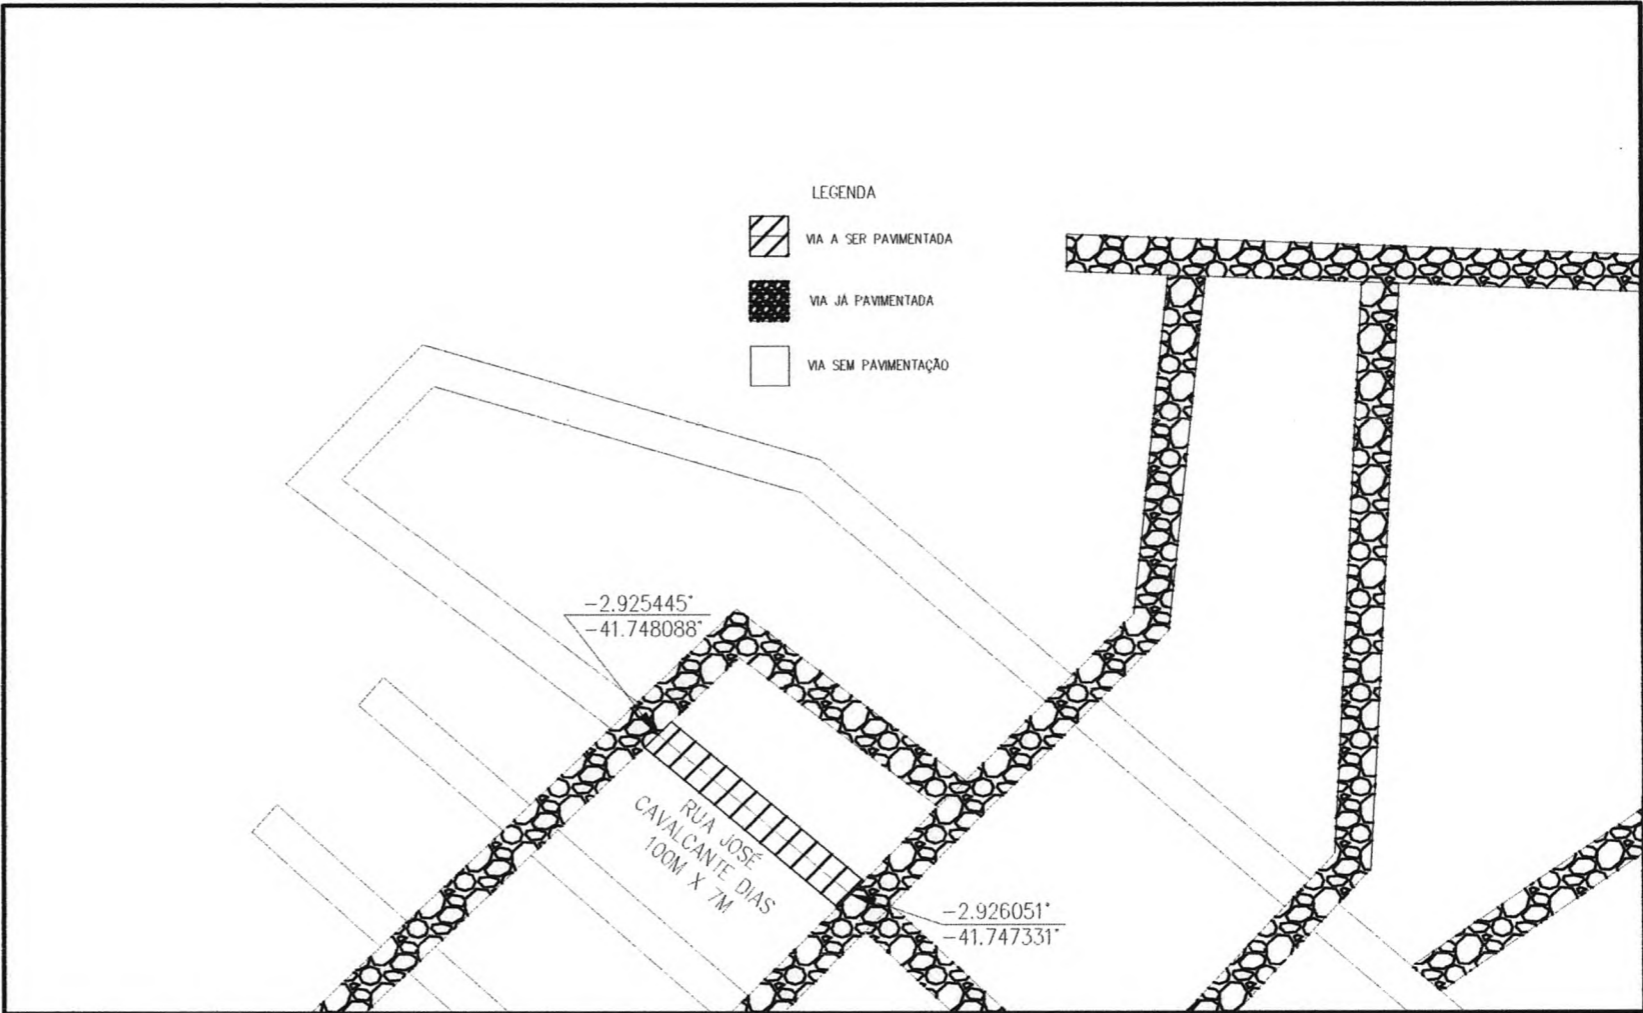 LEGENDA
VIA A SER PAVIMENTADA
VIA JÁ PAVIMENTADA
VIA SEM PAVIMENTAÇÃO
-2.925445°
-41.748088°
RUA JOSÉ
CAVALCANTE DIAS
100M X 7M
-2.926051°
-41.747331°